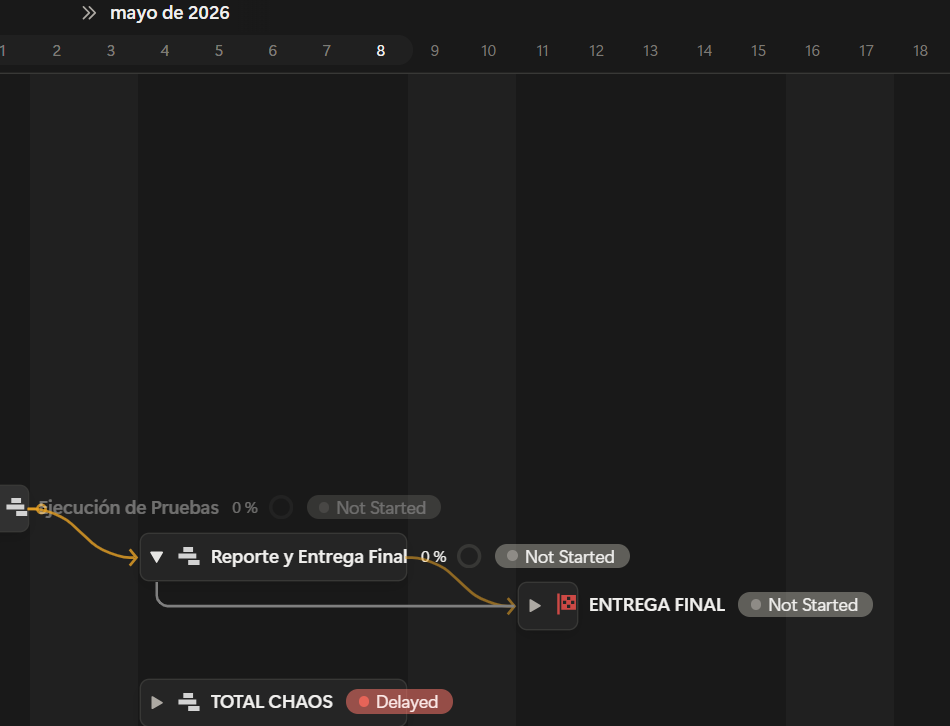 mayo de 2026
1 2 3 4 5 6 7 8 9 10 11 12 13 14 15 16 17 18
Ejecución de Pruebas 0 % Not Started
Reporte y Entrega Final 0 % Not Started
ENTREGA FINAL Not Started
TOTAL CHAOS Delayed